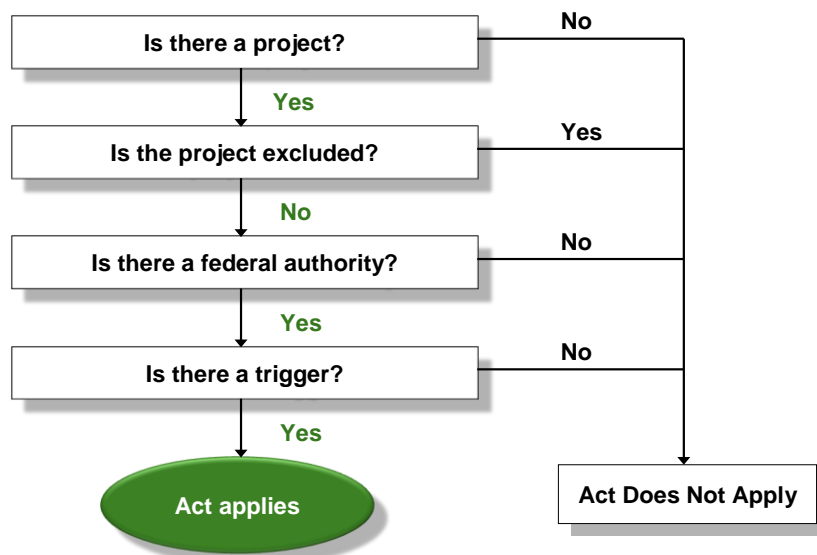 Is there a project?
No
Yes
Is the project excluded?
Yes
No
Is there a federal authority?
No
Yes
Is there a trigger?
No
Yes
Act applies
Act Does Not Apply